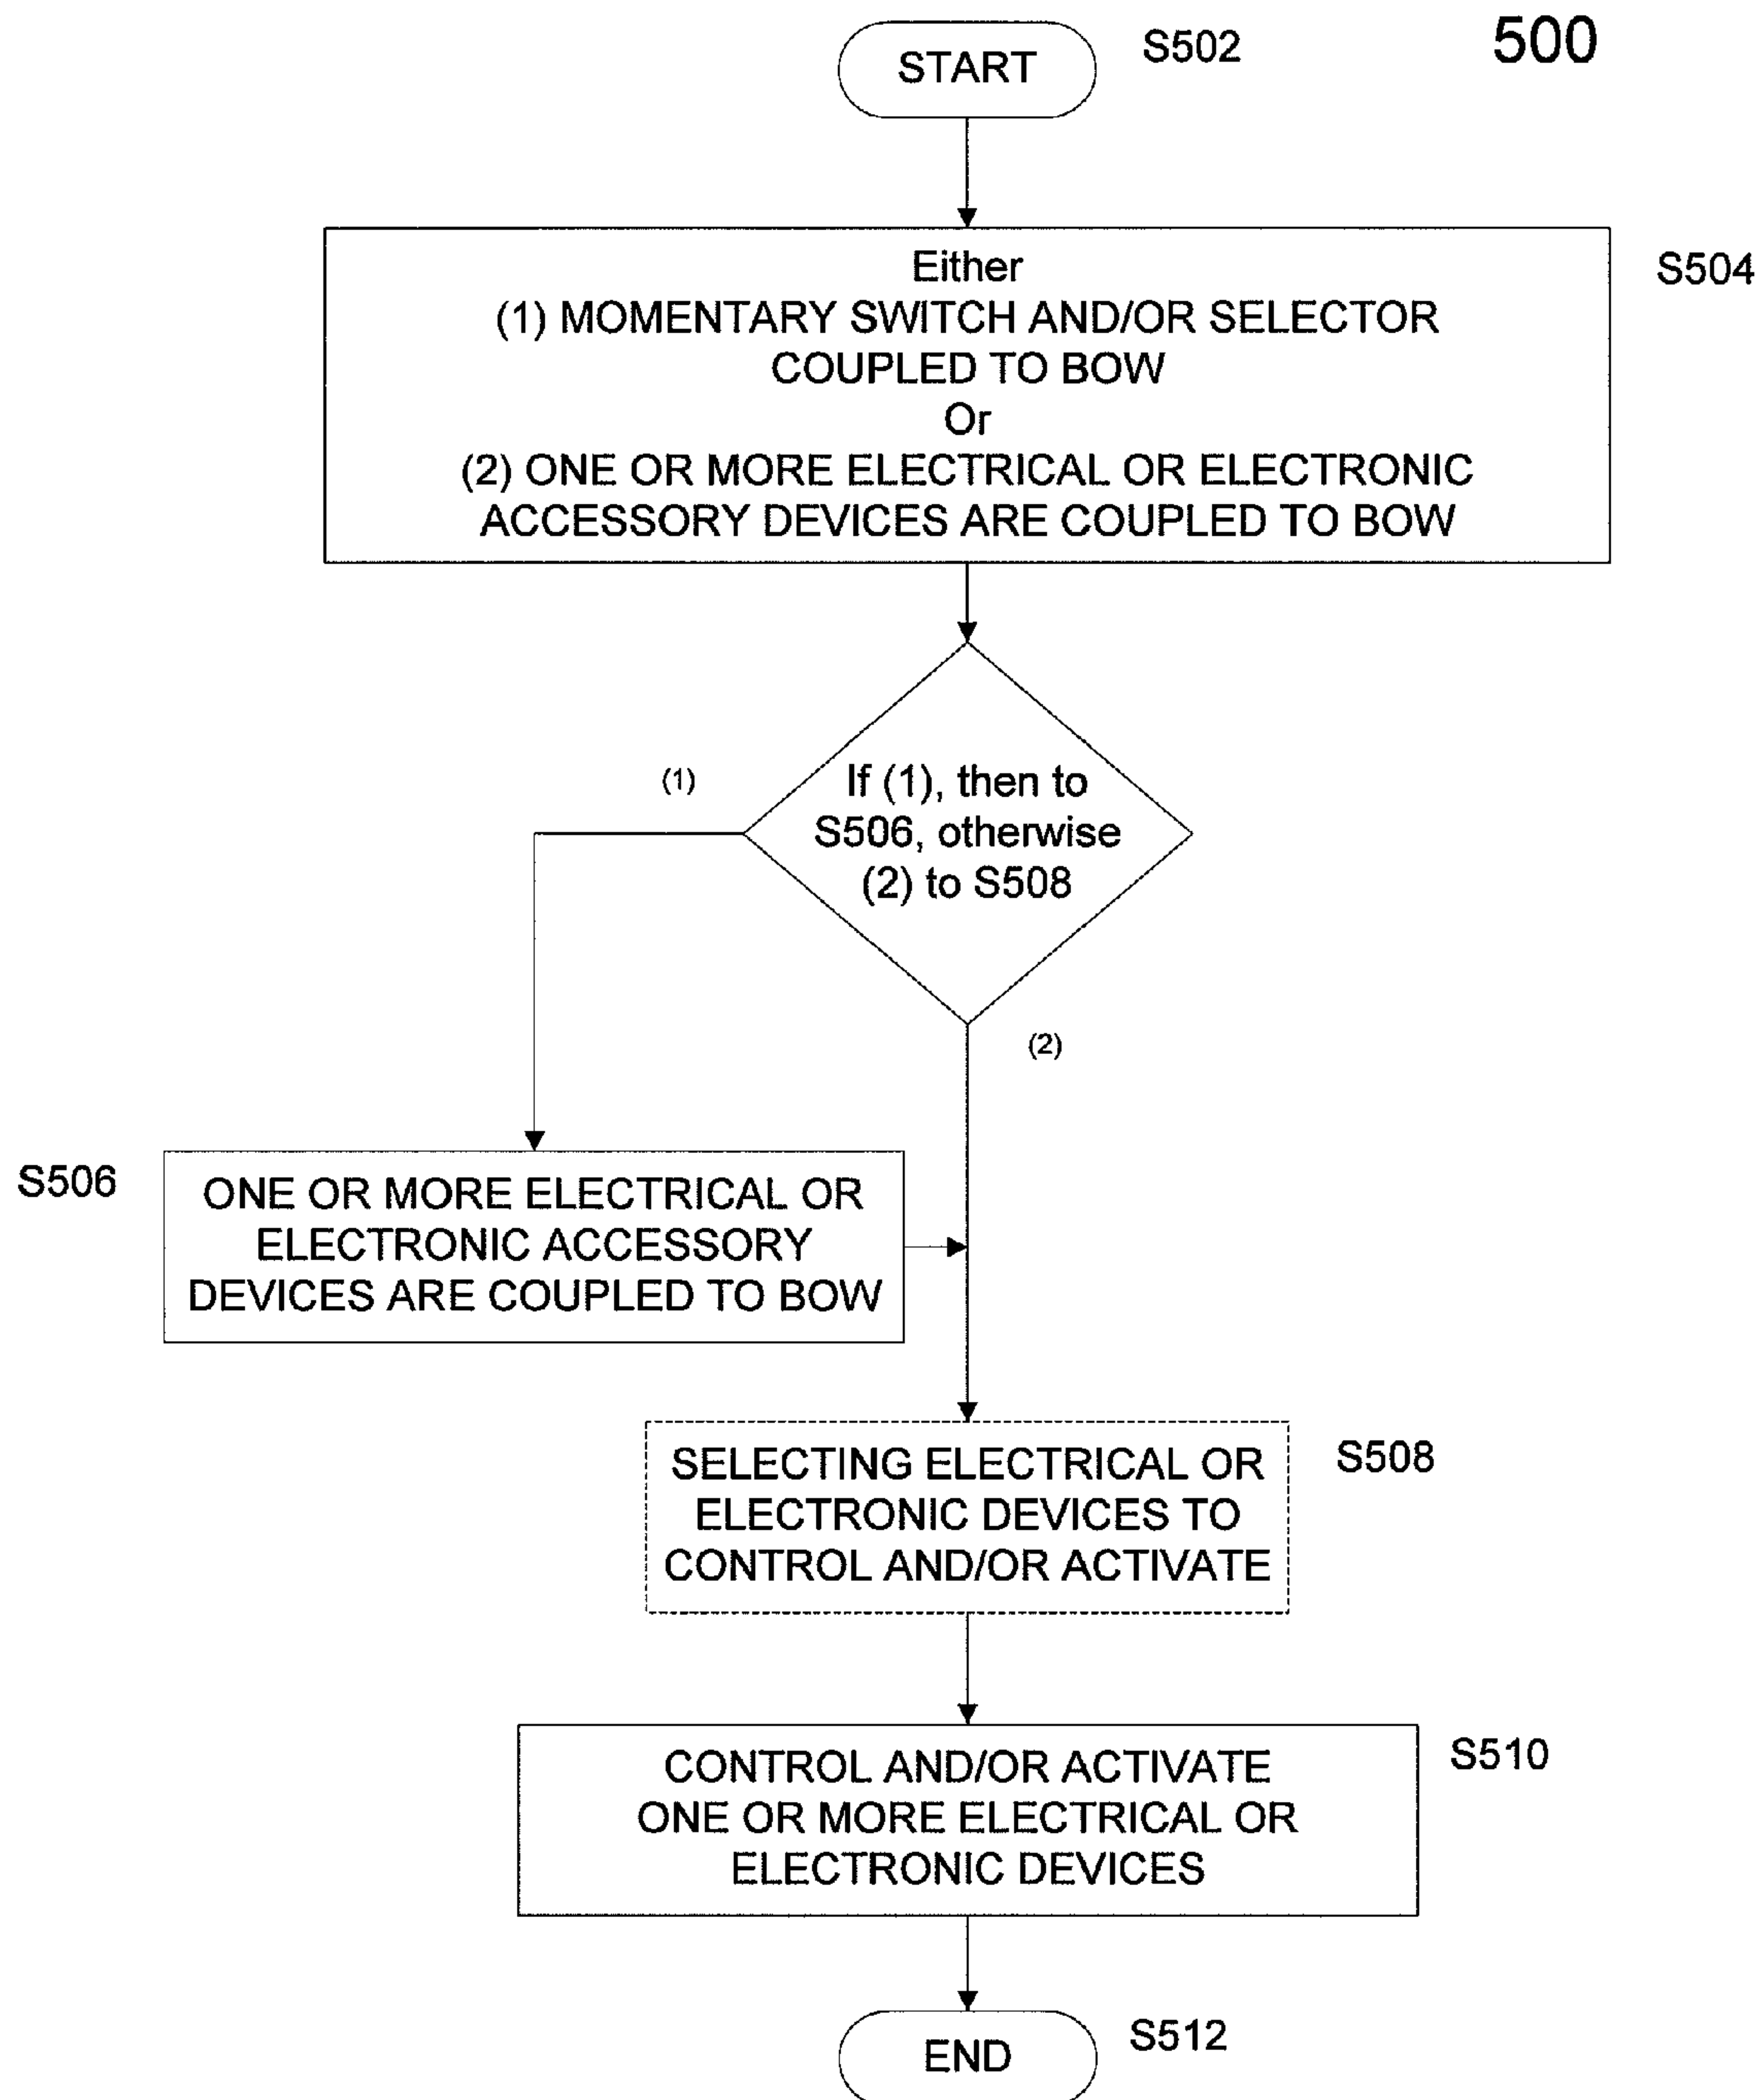 500
START
S502
Either
(1) MOMENTARY SWITCH AND/OR SELECTOR
COUPLED TO BOW
Or
(2) ONE OR MORE ELECTRICAL OR ELECTRONIC
ACCESSORY DEVICES ARE COUPLED TO BOW
S504
If (1), then to
S506, otherwise
(2) to S508
(1)
(2)
S506
ONE OR MORE ELECTRICAL OR
ELECTRONIC ACCESSORY
DEVICES ARE COUPLED TO BOW
SELECTING ELECTRICAL OR
ELECTRONIC DEVICES TO
CONTROL AND/OR ACTIVATE
S508
CONTROL AND/OR ACTIVATE
ONE OR MORE ELECTRICAL OR
ELECTRONIC DEVICES
S510
END
S512